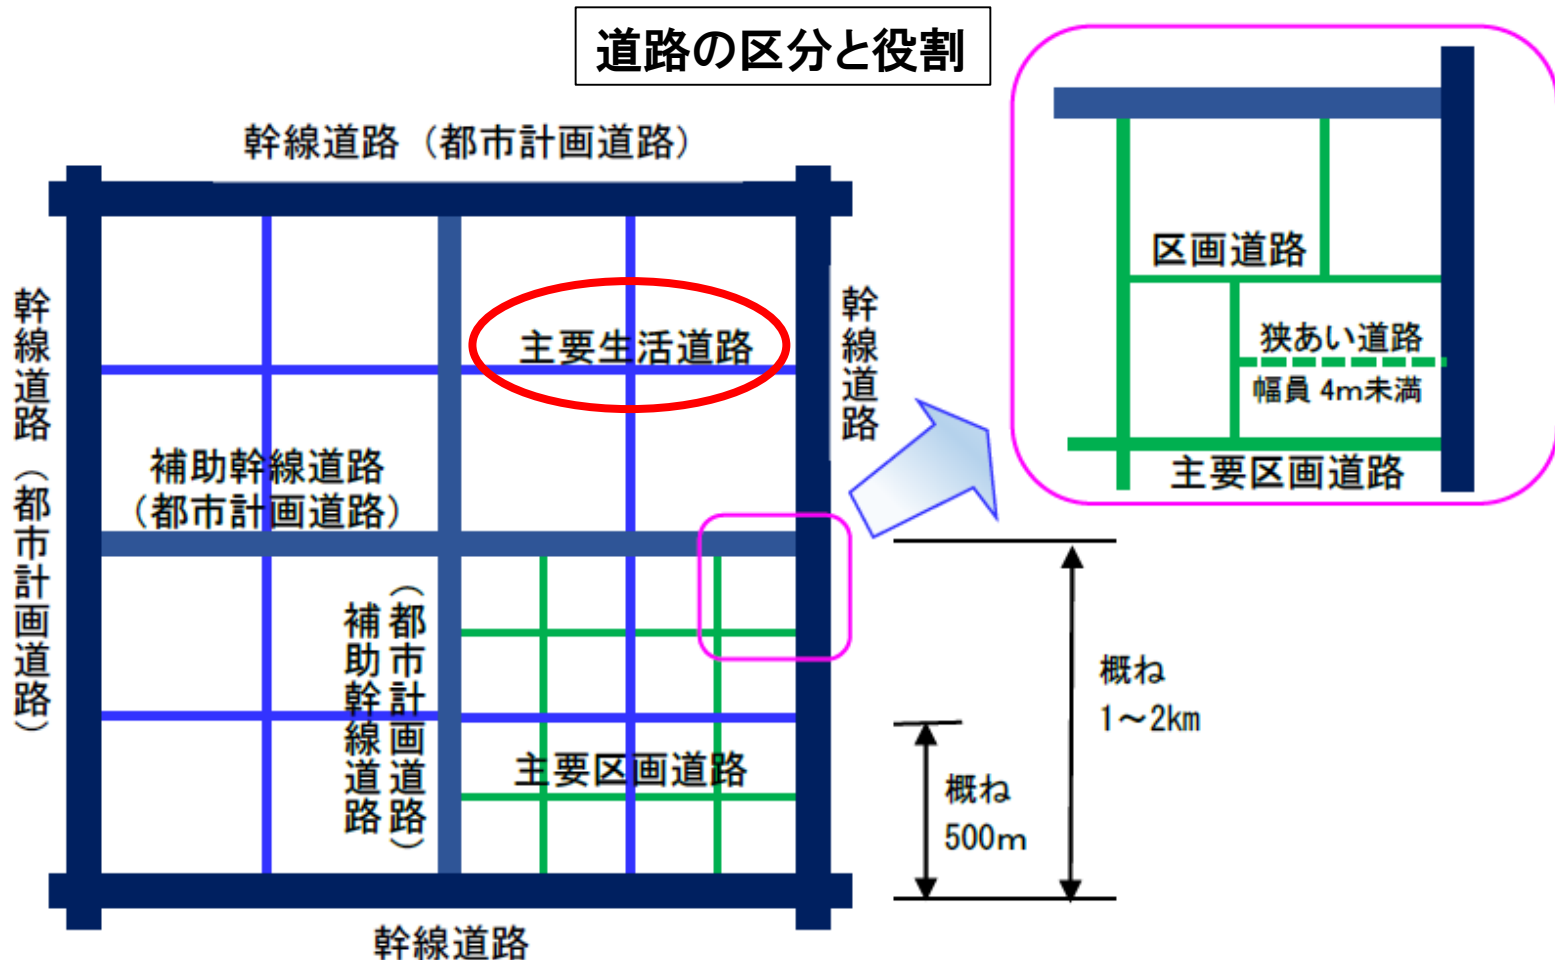 道路の区分と役割
幹線道路（都市計画道路）
幹線道路（都市計画道路）
主要生活道路
幹線道路
補助幹線道路
（都市計画道路）
補助幹線道路
（都市計画道路）
主要区画道路
幹線道路
区画道路
狭あい道路
幅員 4m未満
主要区画道路
概ね
1～2km
概ね
500m